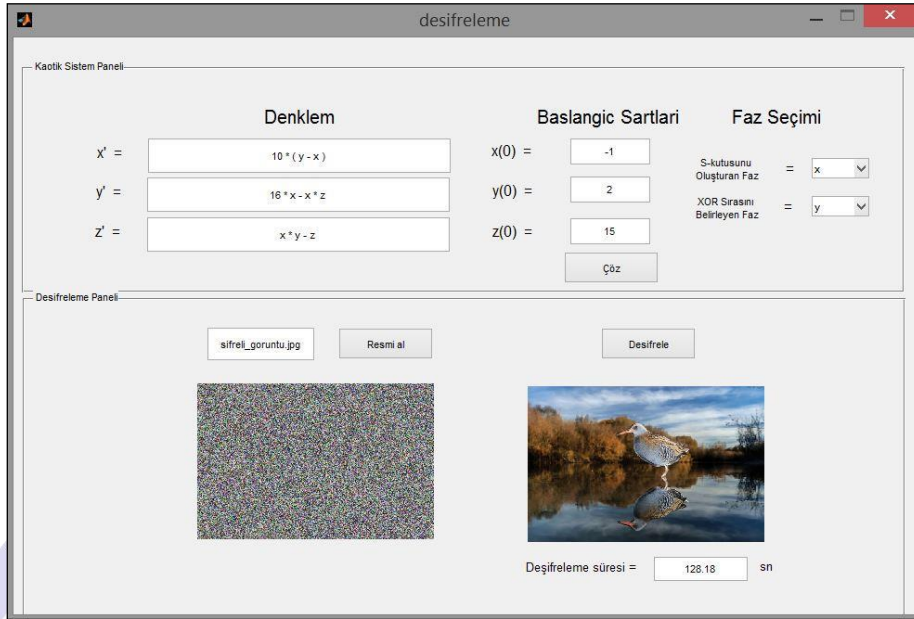 desifreleme
Kaotik Sistem Paneli
Denklem
Baslangic Sartlari
Faz Seçimi
x' =
10 * ( y - x )
x(0) =
-1
S-kutusunu
Oluşturan Faz
=
x
y' =
16 * x - x * z
y(0) =
2
XOR Sırasını
Belirleyen Faz
=
y
z' =
x * y - z
z(0) =
15
Çöz
Desifreleme Paneli
sifreli_goruntu.jpg
Resmi al
Desifrele
Deşifreleme süresi =
128.18
sn